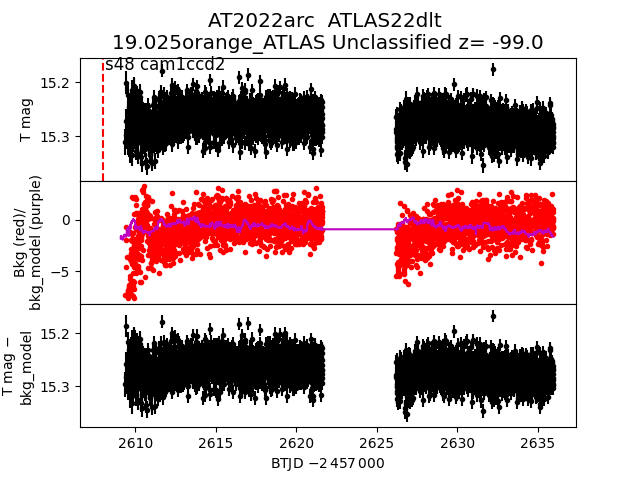 AT2022arc  ATLAS22dlt
19.025orange_ATLAS Unclassified z= -99.0
s48 cam1ccd2
15.2
15.3
T mag
0
−5
Bkg (red)/
bkg_model (purple)
15.2
15.3
T mag −
bkg_model
2610
2615
2620
2625
2630
2635
BTJD −2 457 000